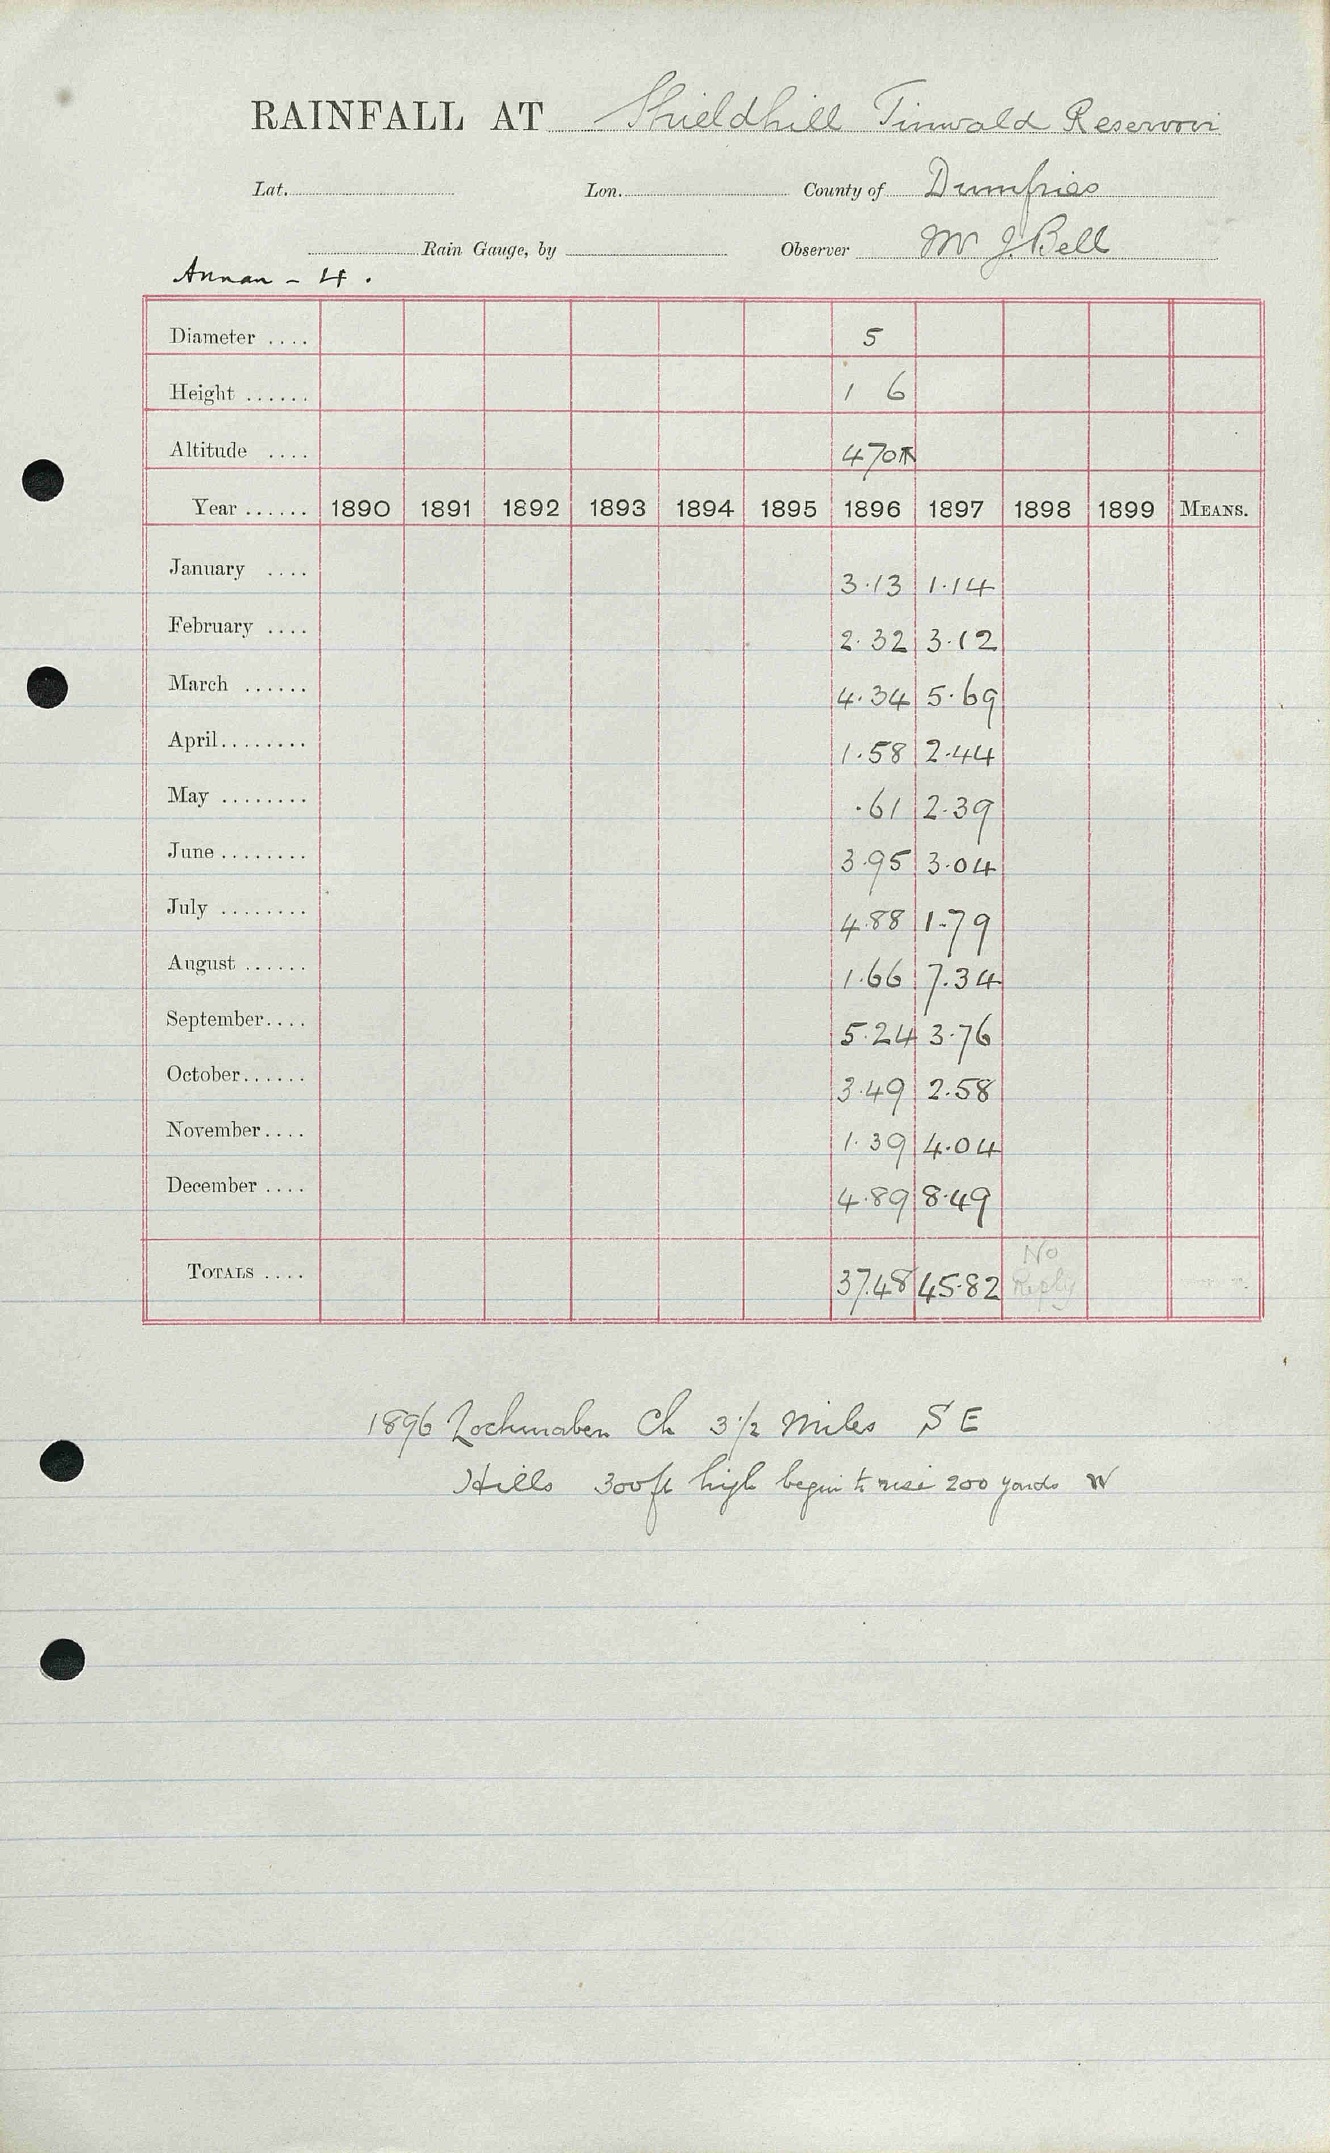 RAINFALL AT Shieldhill Tinwald Reservoir
Lat. Lon. County of Dumfries
Rain Gauge, by Observer Mr J. Bell
Annan - 4.
Diameter .... 5
Height ...... 1 6
Altitude .... 470
Year ...... 1890 1891 1892 1893 1894 1895 1896 1897 1898 1899 MEANS.
January .... 3.13 1.14
February .... 2.32 3.12
March ...... 4.34 5.69
April........ 1.58 2.44
May ........ .61 2.39
June ........ 3.95 3.04
July ........ 4.88 1.79
August ...... 1.66 7.34
September.... 5.24 3.76
October...... 3.49 2.58
November.... 1.39 4.04
December .... 4.89 8.49
TOTALS .... 37.48 45.82 No Reply
1896 Lochmaben Ch 3 1/2 Miles S E
Hills 300 ft high begin to rise 200 yards W